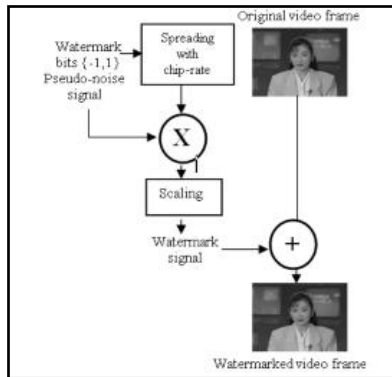 Original video frame
Watermark
bits {-1,1}
Pseudo-noise
signal
Spreading
with
chip-rate
X
Scaling
Watermark
signal
+
Watermarked video frame